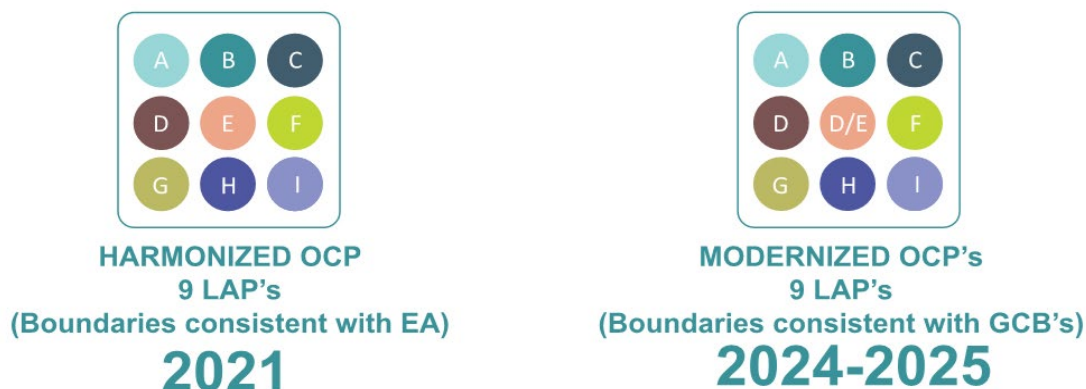 A B C
D E F
G H I
HARMONIZED OCP
9 LAP's
(Boundaries consistent with EA)
2021
A B C
D D/E F
G H I
MODERNIZED OCP's
9 LAP's
(Boundaries consistent with GCB's)
2024-2025